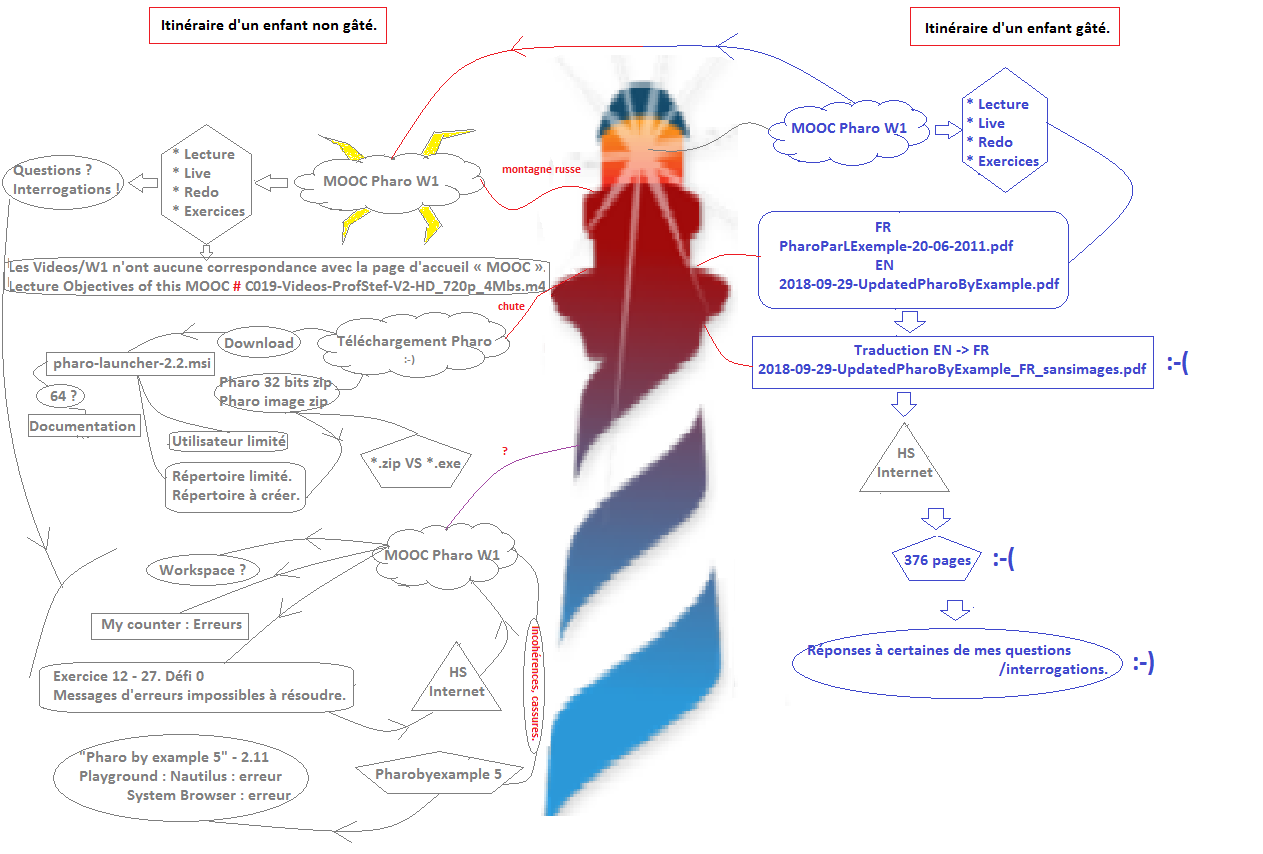 Itinéraire d'un enfant non gâté.
Itinéraire d'un enfant gâté.
MOOC Pharo W1
* Lecture
* Live
* Redo
* Exercices
FR
PharoParLExemple-20-06-2011.pdf
EN
2018-09-29-UpdatedPharoByExample.pdf
Traduction EN -> FR
2018-09-29-UpdatedPharoByExample_FR_sansimages.pdf
:-(
HS
Internet
376 pages
:-(
Réponses à certaines de mes questions
/interrogations.
:-)
montagne russe
MOOC Pharo W1
* Lecture
* Live
* Redo
* Exercices
Questions ?
Interrogations !
Les Videos/W1 n'ont aucune correspondance avec la page d'accueil « MOOC ».
Lecture Objectives of this MOOC # C019-Videos-ProfStef-V2-HD_720p_4Mbs.m4
chute
Téléchargement Pharo
:-)
Download
pharo-launcher-2.2.msi
64 ?
Documentation
Pharo 32 bits zip
Pharo image zip
Utilisateur limité
Répertoire limité.
Répertoire à créer.
*.zip VS *.exe
?
MOOC Pharo W1
Workspace ?
My counter : Erreurs
Exercice 12 - 27. Défi 0
Messages d'erreurs impossibles à résoudre.
HS
Internet
Incohérences, cassures.
Pharobyexample 5
"Pharo by example 5" - 2.11
Playground : Nautilus : erreur
System Browser : erreur